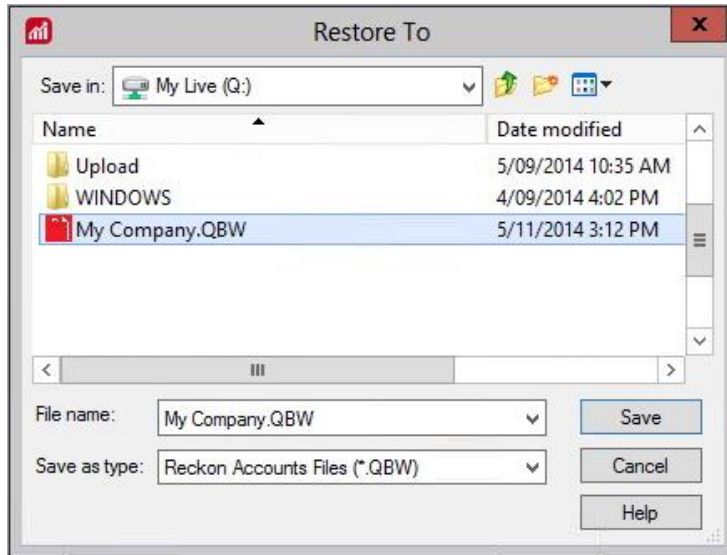 Restore To
x
Save in: My Live (Q:)
Name Date modified
Upload 5/09/2014 10:35 AM
WINDOWS 4/09/2014 4:02 PM
My Company.QBW 5/11/2014 3:12 PM
File name: My Company.QBW Save
Save as type: Reckon Accounts Files (*.QBW) Cancel
Help